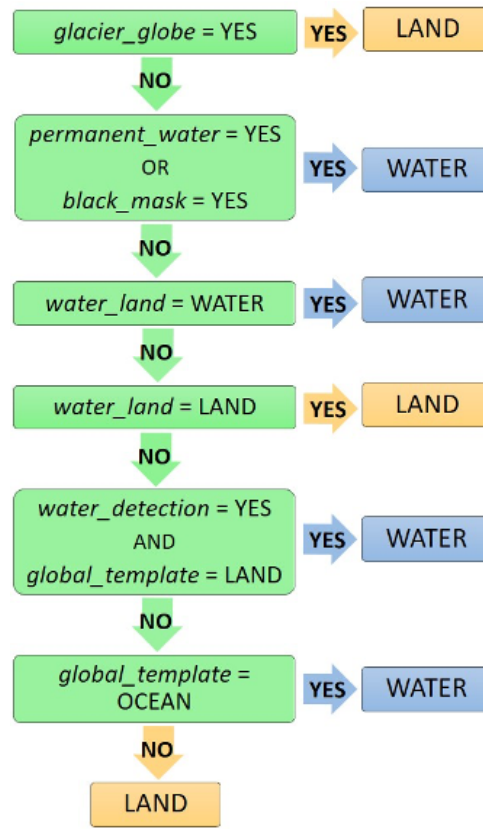 glacier_globe = YES
YES
LAND
NO
permanent_water = YES
OR
black_mask = YES
YES
WATER
NO
water_land = WATER
YES
WATER
NO
water_land = LAND
YES
LAND
NO
water_detection = YES
AND
global_template = LAND
YES
WATER
NO
global_template =
OCEAN
YES
WATER
NO
LAND